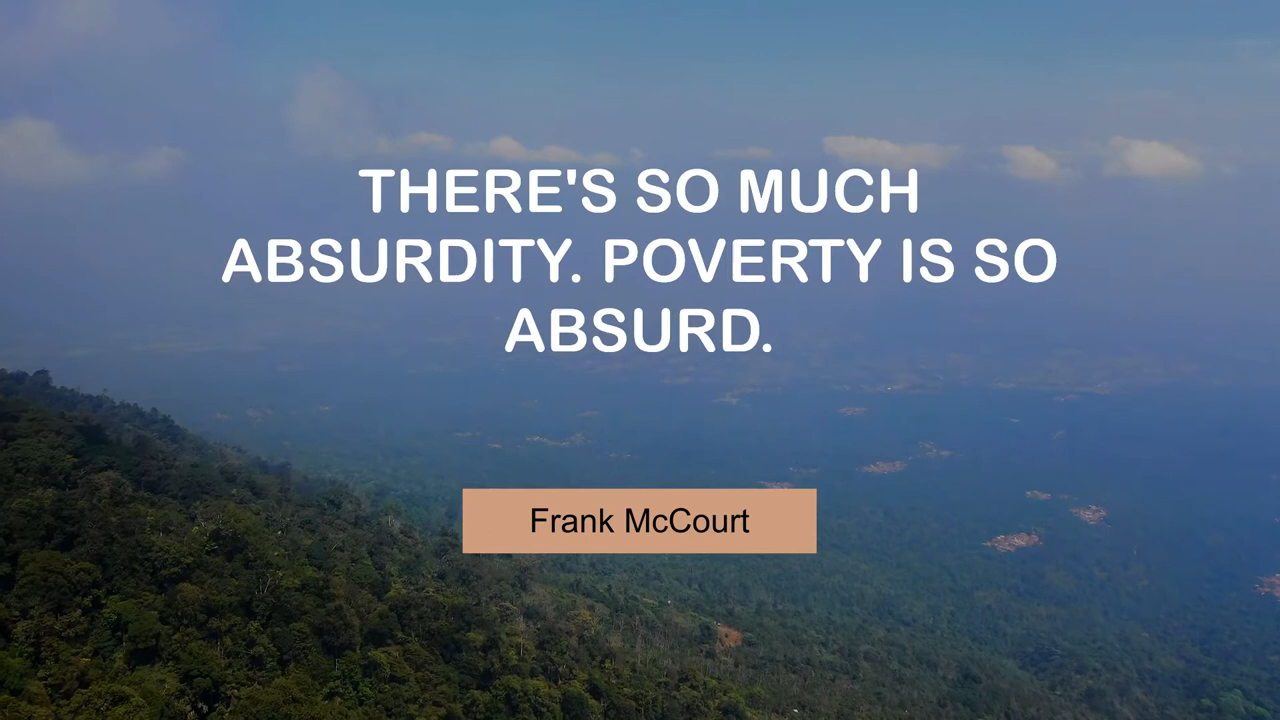 THERE'S SO MUCH
ABSURDITY. POVERTY IS SO
ABSURD.
Frank McCourt